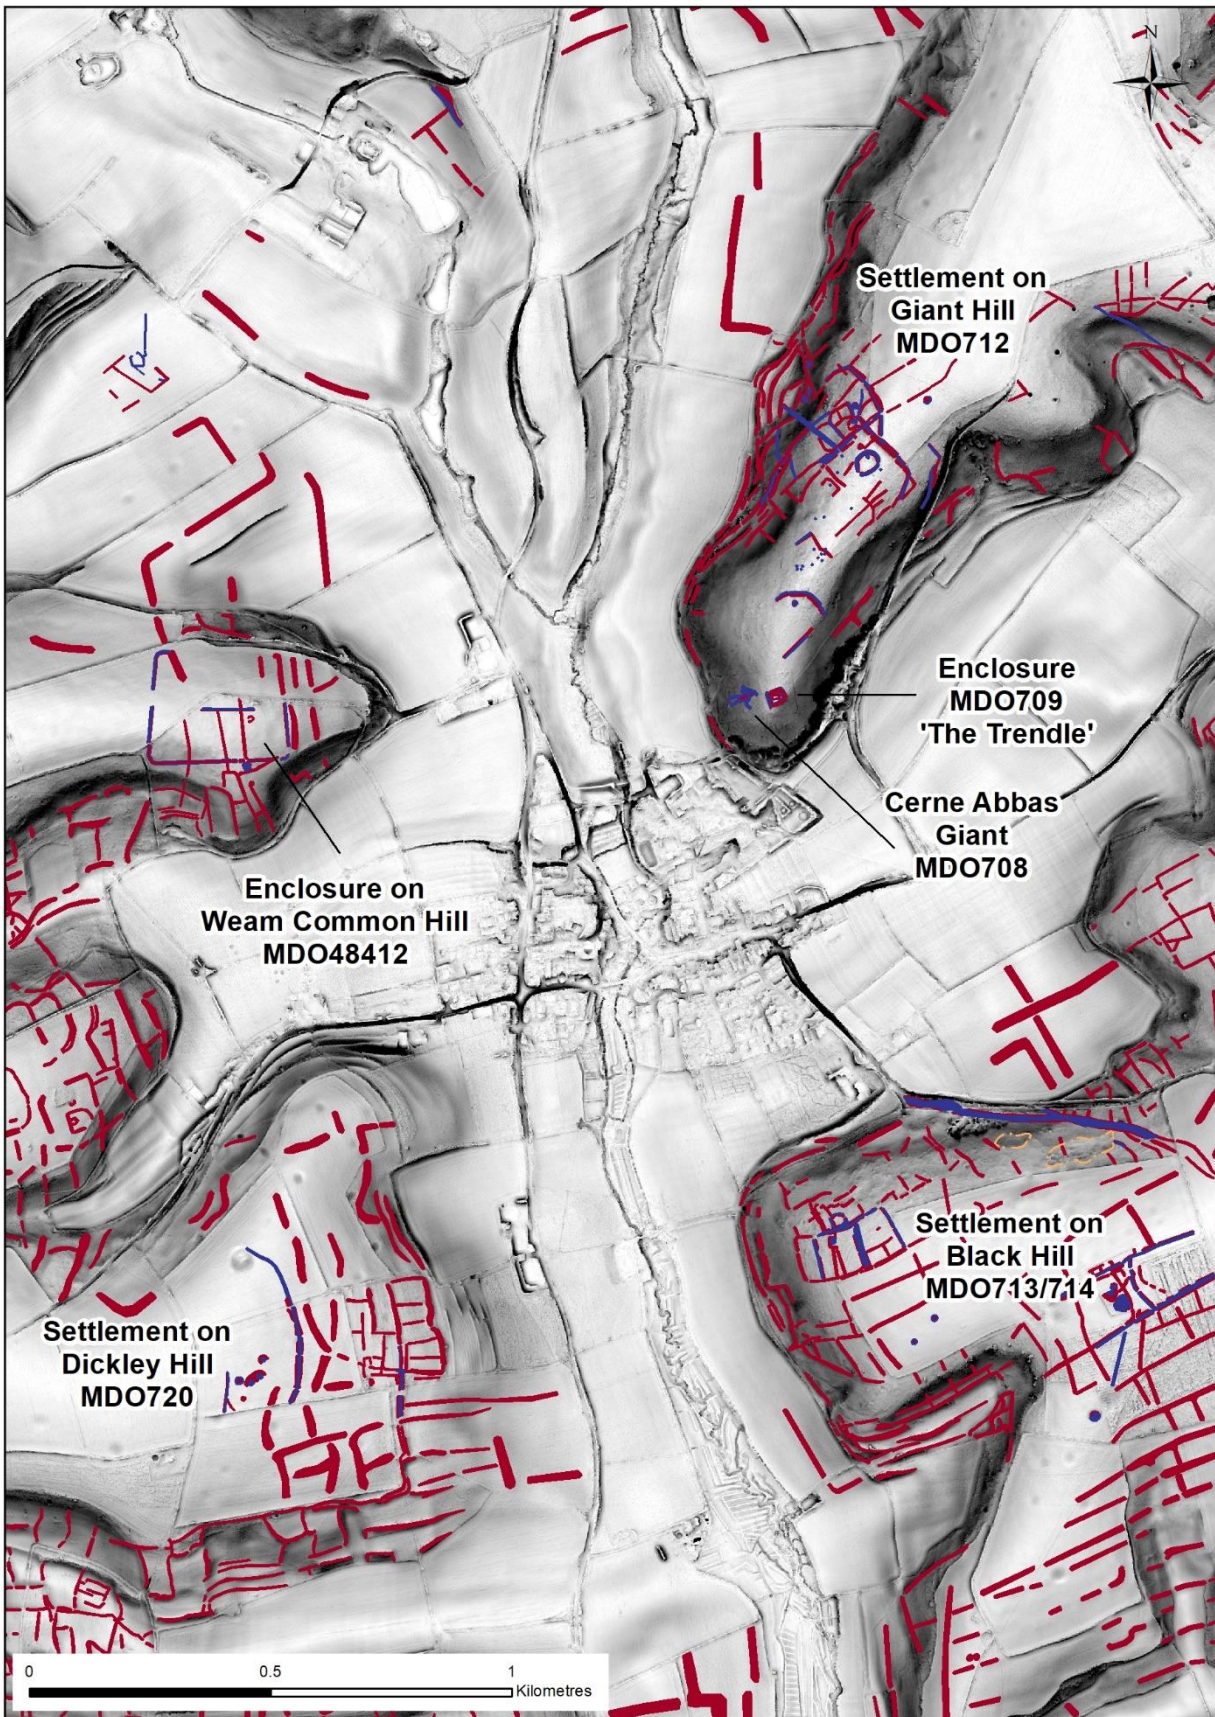 N
Settlement on
Giant Hill
MDO712
Enclosure
MDO709
'The Trendle'
Cerne Abbas
Giant
MDO708
Enclosure on
Weam Common Hill
MDO48412
Settlement on
Black Hill
MDO713/714
Settlement on
Dickley Hill
MDO720
0 0.5 1
Kilometres